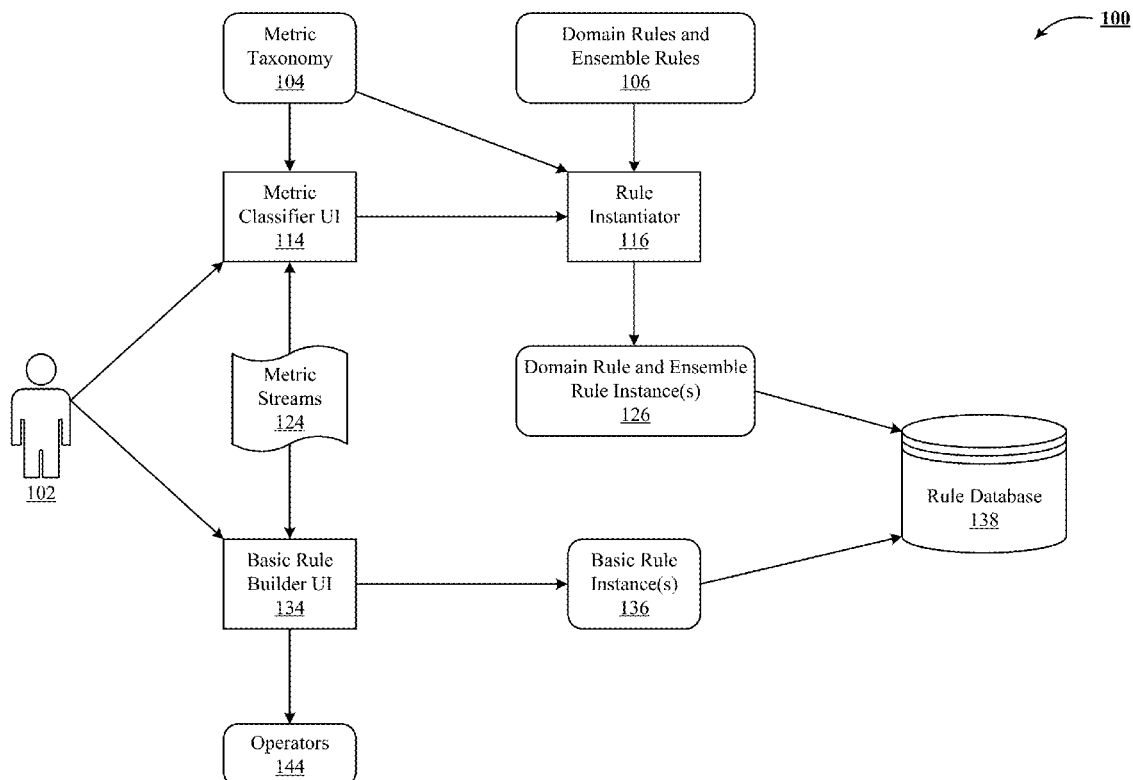 100
Metric
Taxonomy
104
Domain Rules and
Ensemble Rules
106
Metric
Classifier UI
114
Rule
Instantiator
116
Metric
Streams
124
Domain Rule and Ensemble
Rule Instance(s)
126
102
Rule Database
138
Basic Rule
Builder UI
134
Basic Rule
Instance(s)
136
Operators
144